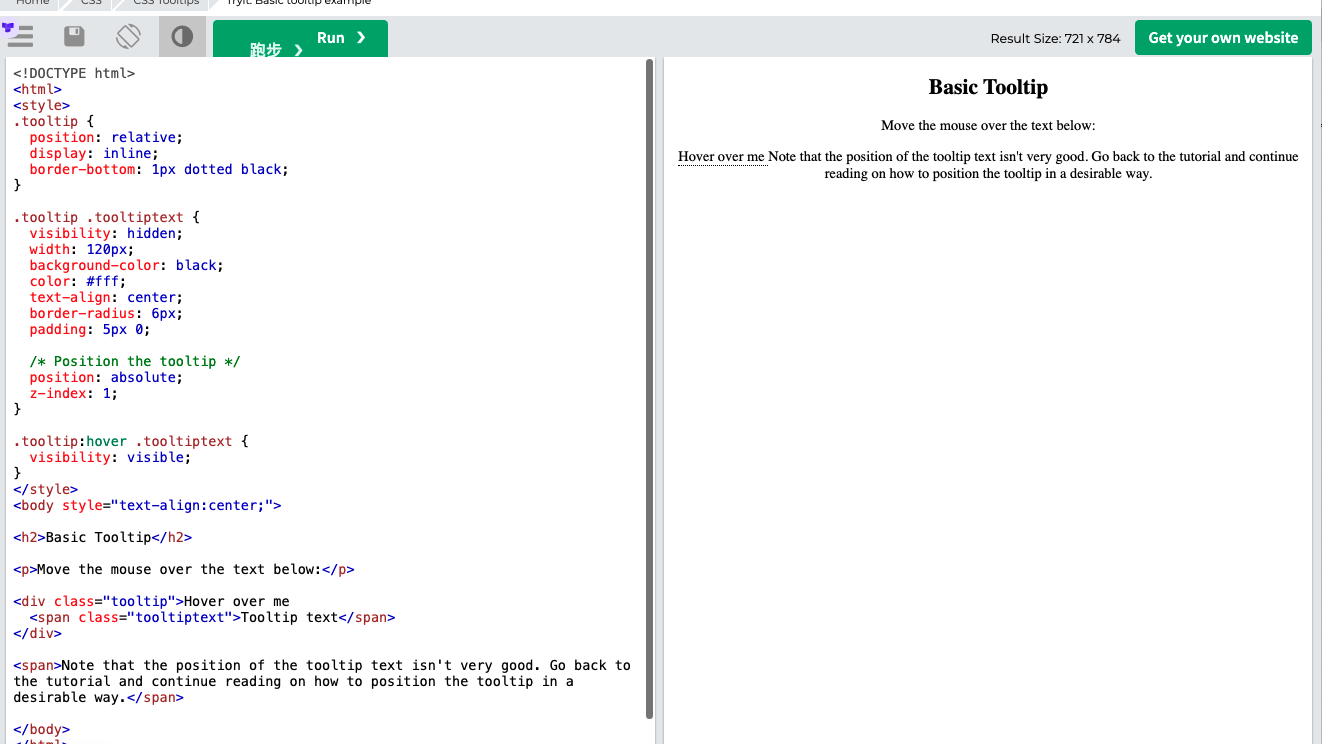 Home CSS CSS Tooltips Tryit: Basic tooltip example
跑步 ❯ Run ❯
Result Size: 721 x 784
Get your own website
<!DOCTYPE html>
<html>
<style>
.tooltip {
  position: relative;
  display: inline;
  border-bottom: 1px dotted black;
}
.tooltip .tooltiptext {
  visibility: hidden;
  width: 120px;
  background-color: black;
  color: #fff;
  text-align: center;
  border-radius: 6px;
  padding: 5px 0;
  /* Position the tooltip */
  position: absolute;
  z-index: 1;
}
.tooltip:hover .tooltiptext {
  visibility: visible;
}
</style>
<body style="text-align:center;">
<h2>Basic Tooltip</h2>
<p>Move the mouse over the text below:</p>
<div class="tooltip">Hover over me
  <span class="tooltiptext">Tooltip text</span>
</div>
<span>Note that the position of the tooltip text isn't very good. Go back to
the tutorial and continue reading on how to position the tooltip in a
desirable way.</span>
</body>
</html>
Basic Tooltip
Move the mouse over the text below:
Hover over me Note that the position of the tooltip text isn't very good. Go back to the tutorial and continue
reading on how to position the tooltip in a desirable way.